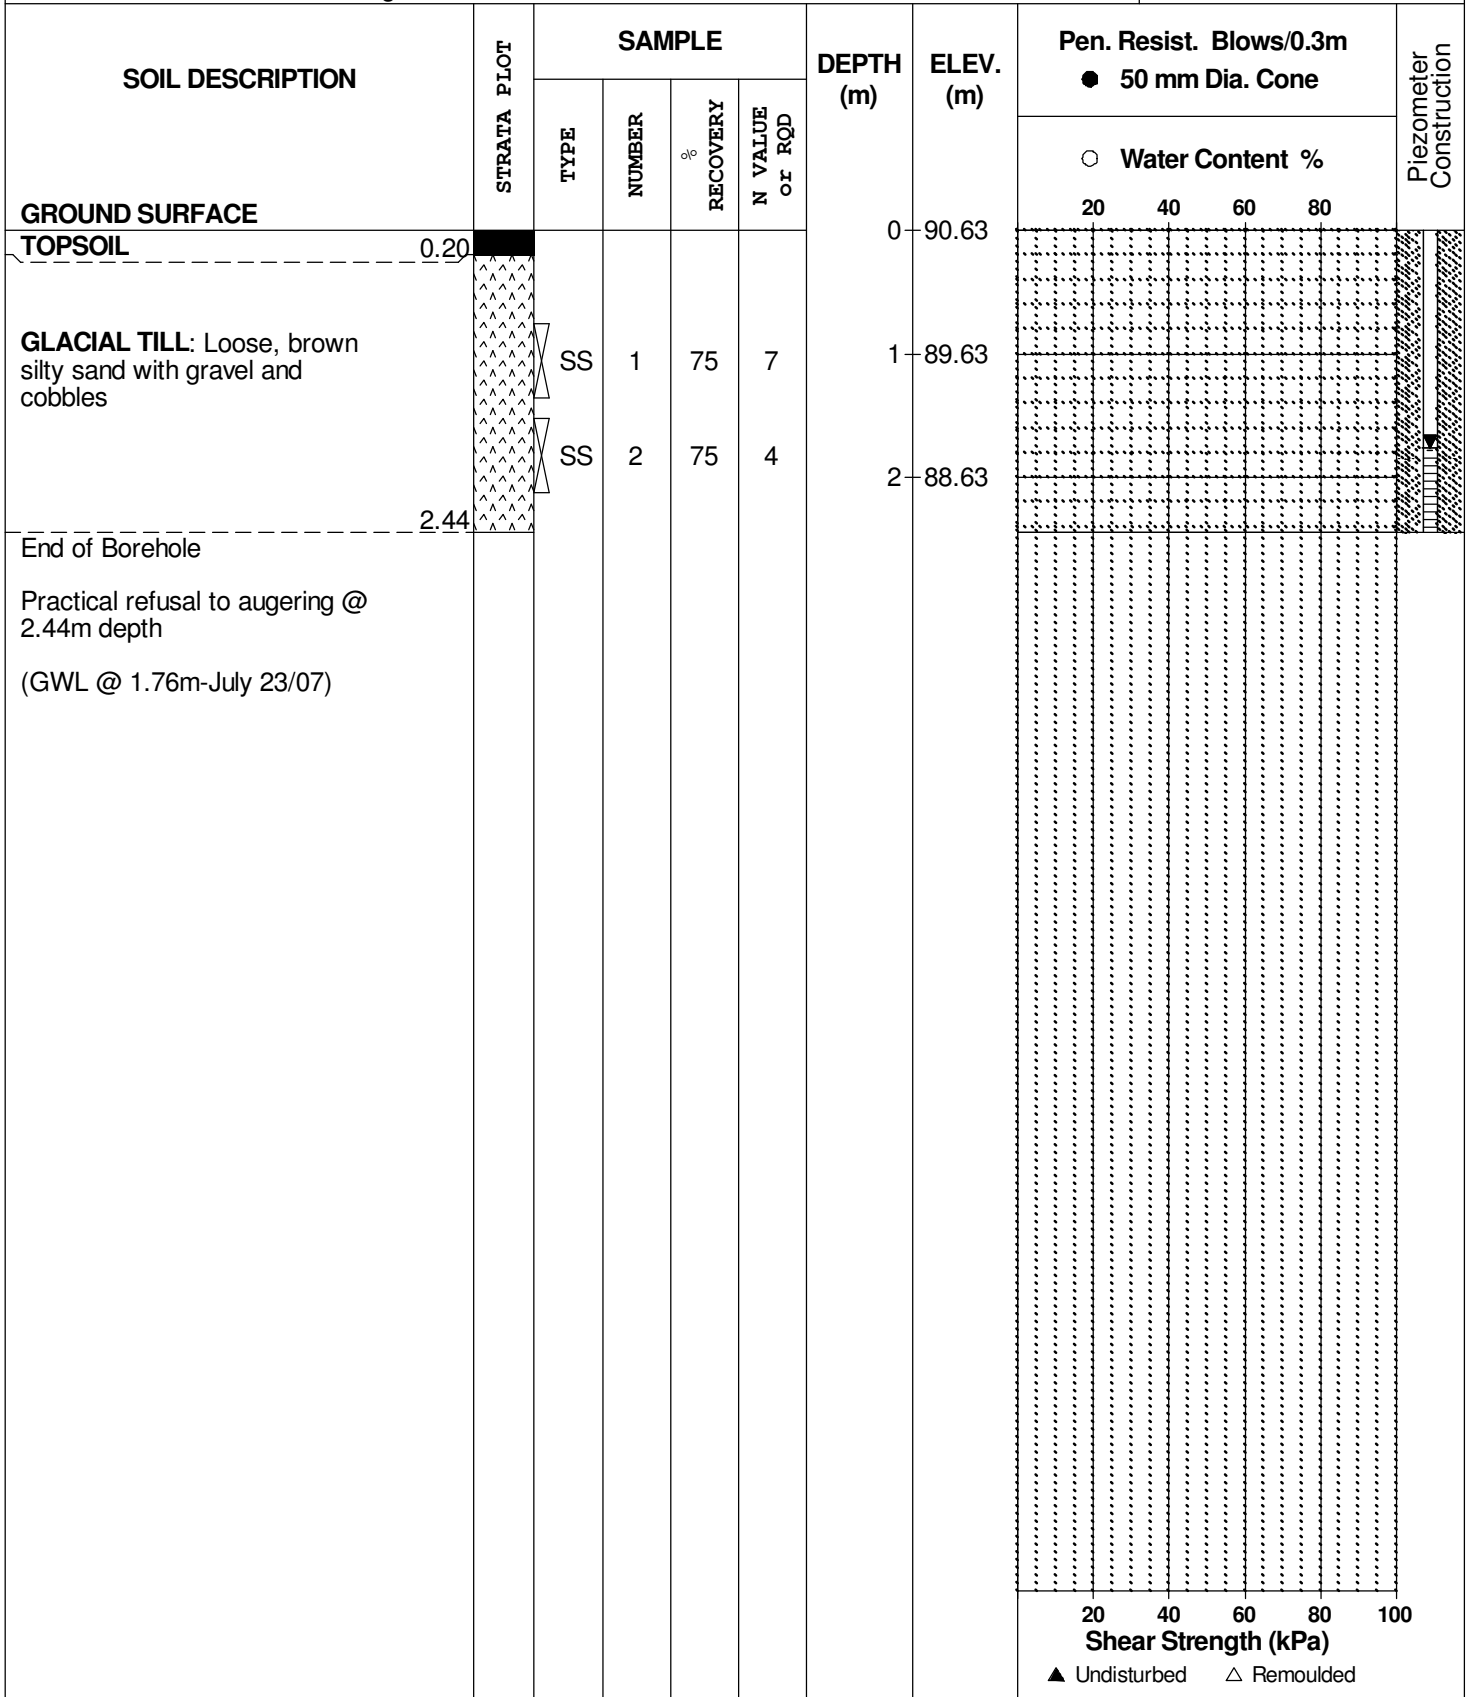 SOIL DESCRIPTION
GROUND SURFACE
STRATA PLOT
SAMPLE
TYPE
NUMBER
%
RECOVERY
N VALUE
or RQD
DEPTH
(m)
ELEV.
(m)
Pen. Resist. Blows/0.3m
● 50 mm Dia. Cone
○ Water Content %
20 40 60 80
Piezometer
Construction
TOPSOIL 0.20
0 90.63
GLACIAL TILL: Loose, brown
silty sand with gravel and
cobbles
SS 1 75 7
1 89.63
SS 2 75 4
2 88.63
2.44
End of Borehole
Practical refusal to augering @
2.44m depth
(GWL @ 1.76m-July 23/07)
20 40 60 80 100
Shear Strength (kPa)
▲ Undisturbed △ Remoulded